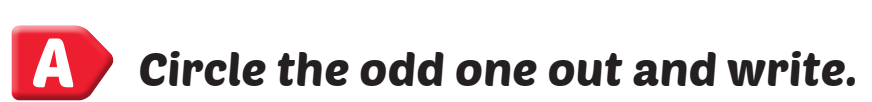 A Circle the odd one out and write.